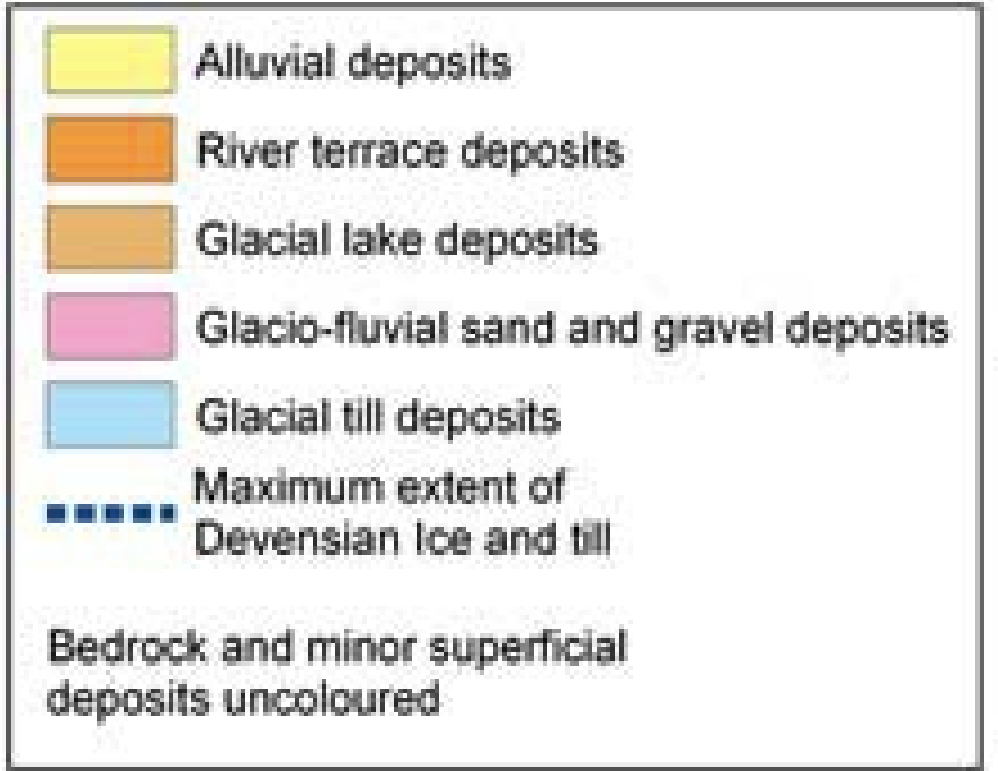 Alluvial deposits
River terrace deposits
Glacial lake deposits
Glacio-fluvial sand and gravel deposits
Glacial till deposits
Maximum extent of
Devensian Ice and till
Bedrock and minor superficial
deposits uncoloured